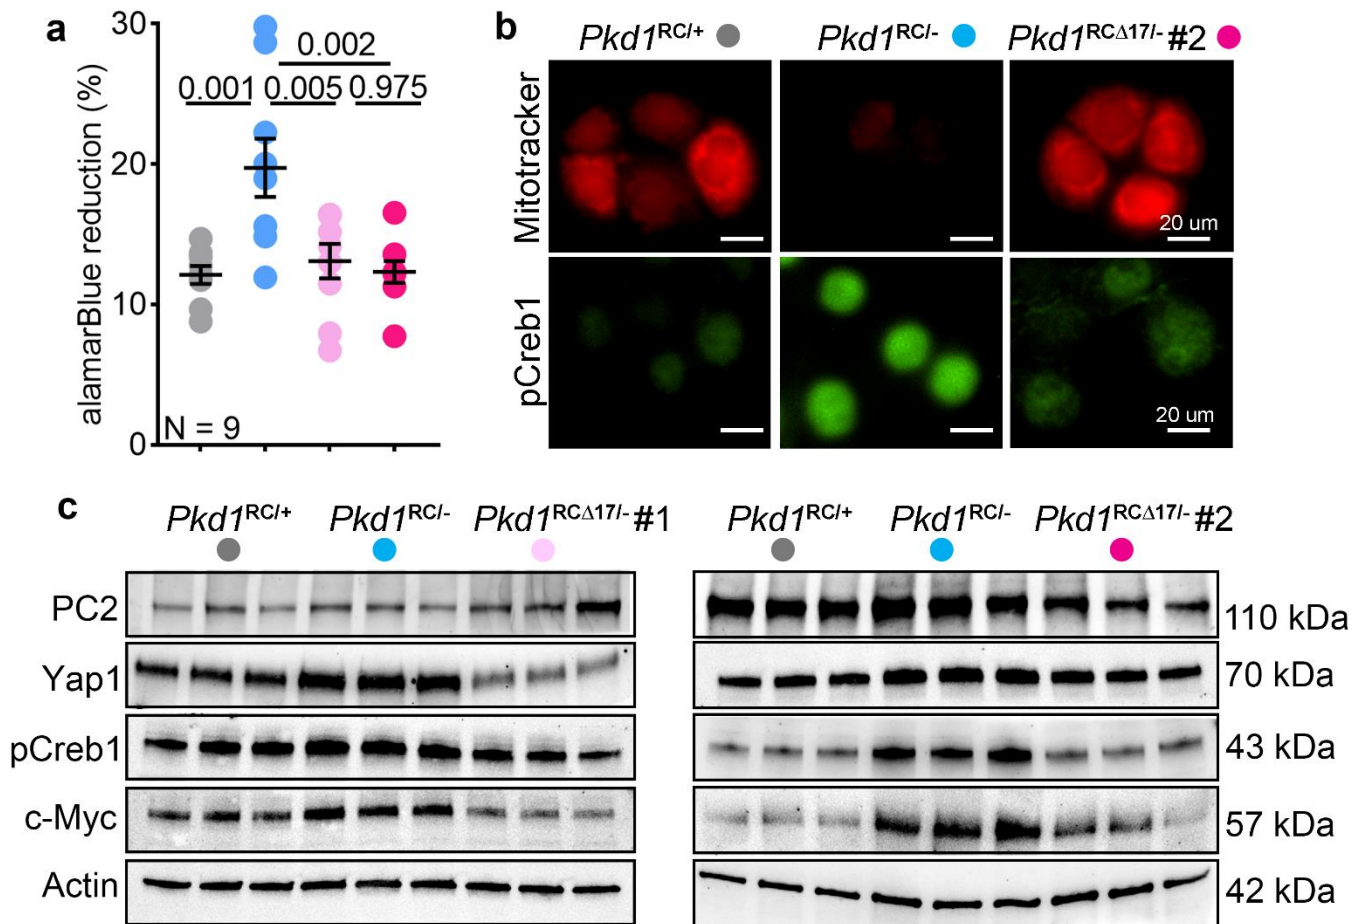 a
30
20
10
0
alamarBlue reduction (%)
0.002
0.001 0.005 0.975
N = 9
b
Pkd1RC/+ Pkd1RC/- Pkd1RCΔ17/- #2
Mitotracker
20 um
pCreb1
20 um
c
Pkd1RC/+ Pkd1RC/- Pkd1RCΔ17/- #1
Pkd1RC/+ Pkd1RC/- Pkd1RCΔ17/- #2
PC2 110 kDa
Yap1 70 kDa
pCreb1 43 kDa
c-Myc 57 kDa
Actin 42 kDa